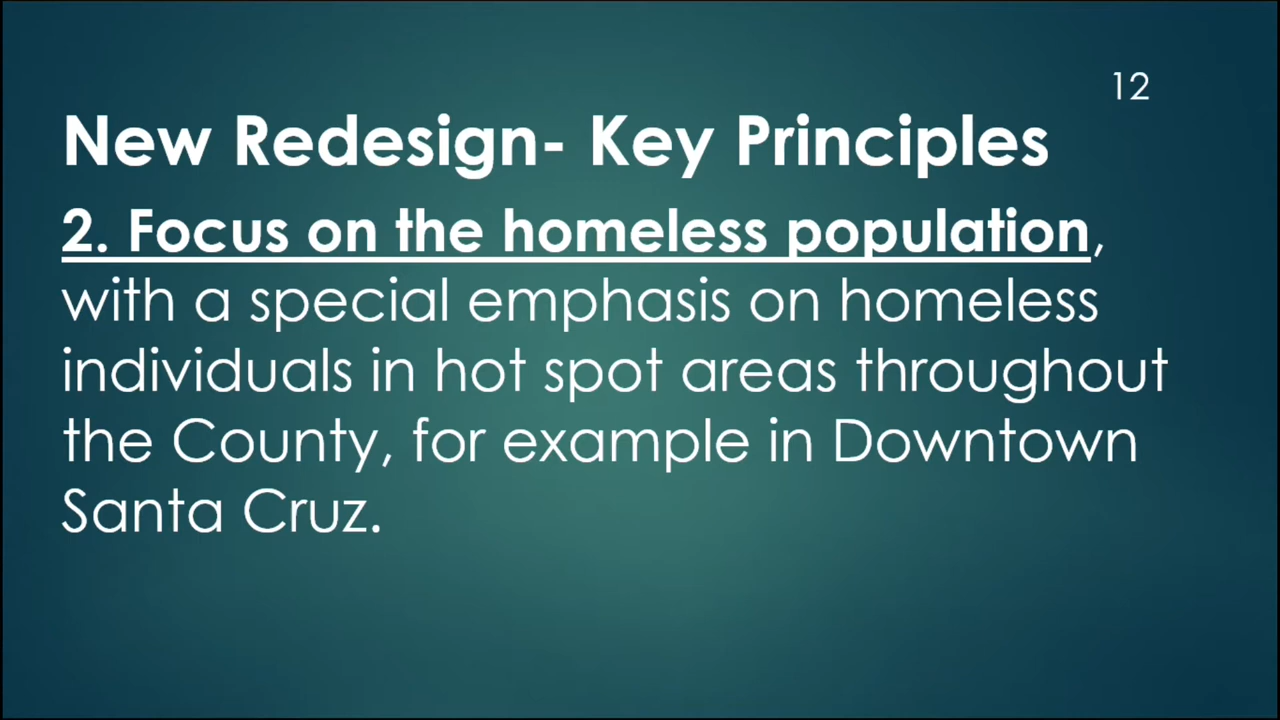 12
New Redesign- Key Principles
2. Focus on the homeless population,
with a special emphasis on homeless
individuals in hot spot areas throughout
the County, for example in Downtown
Santa Cruz.